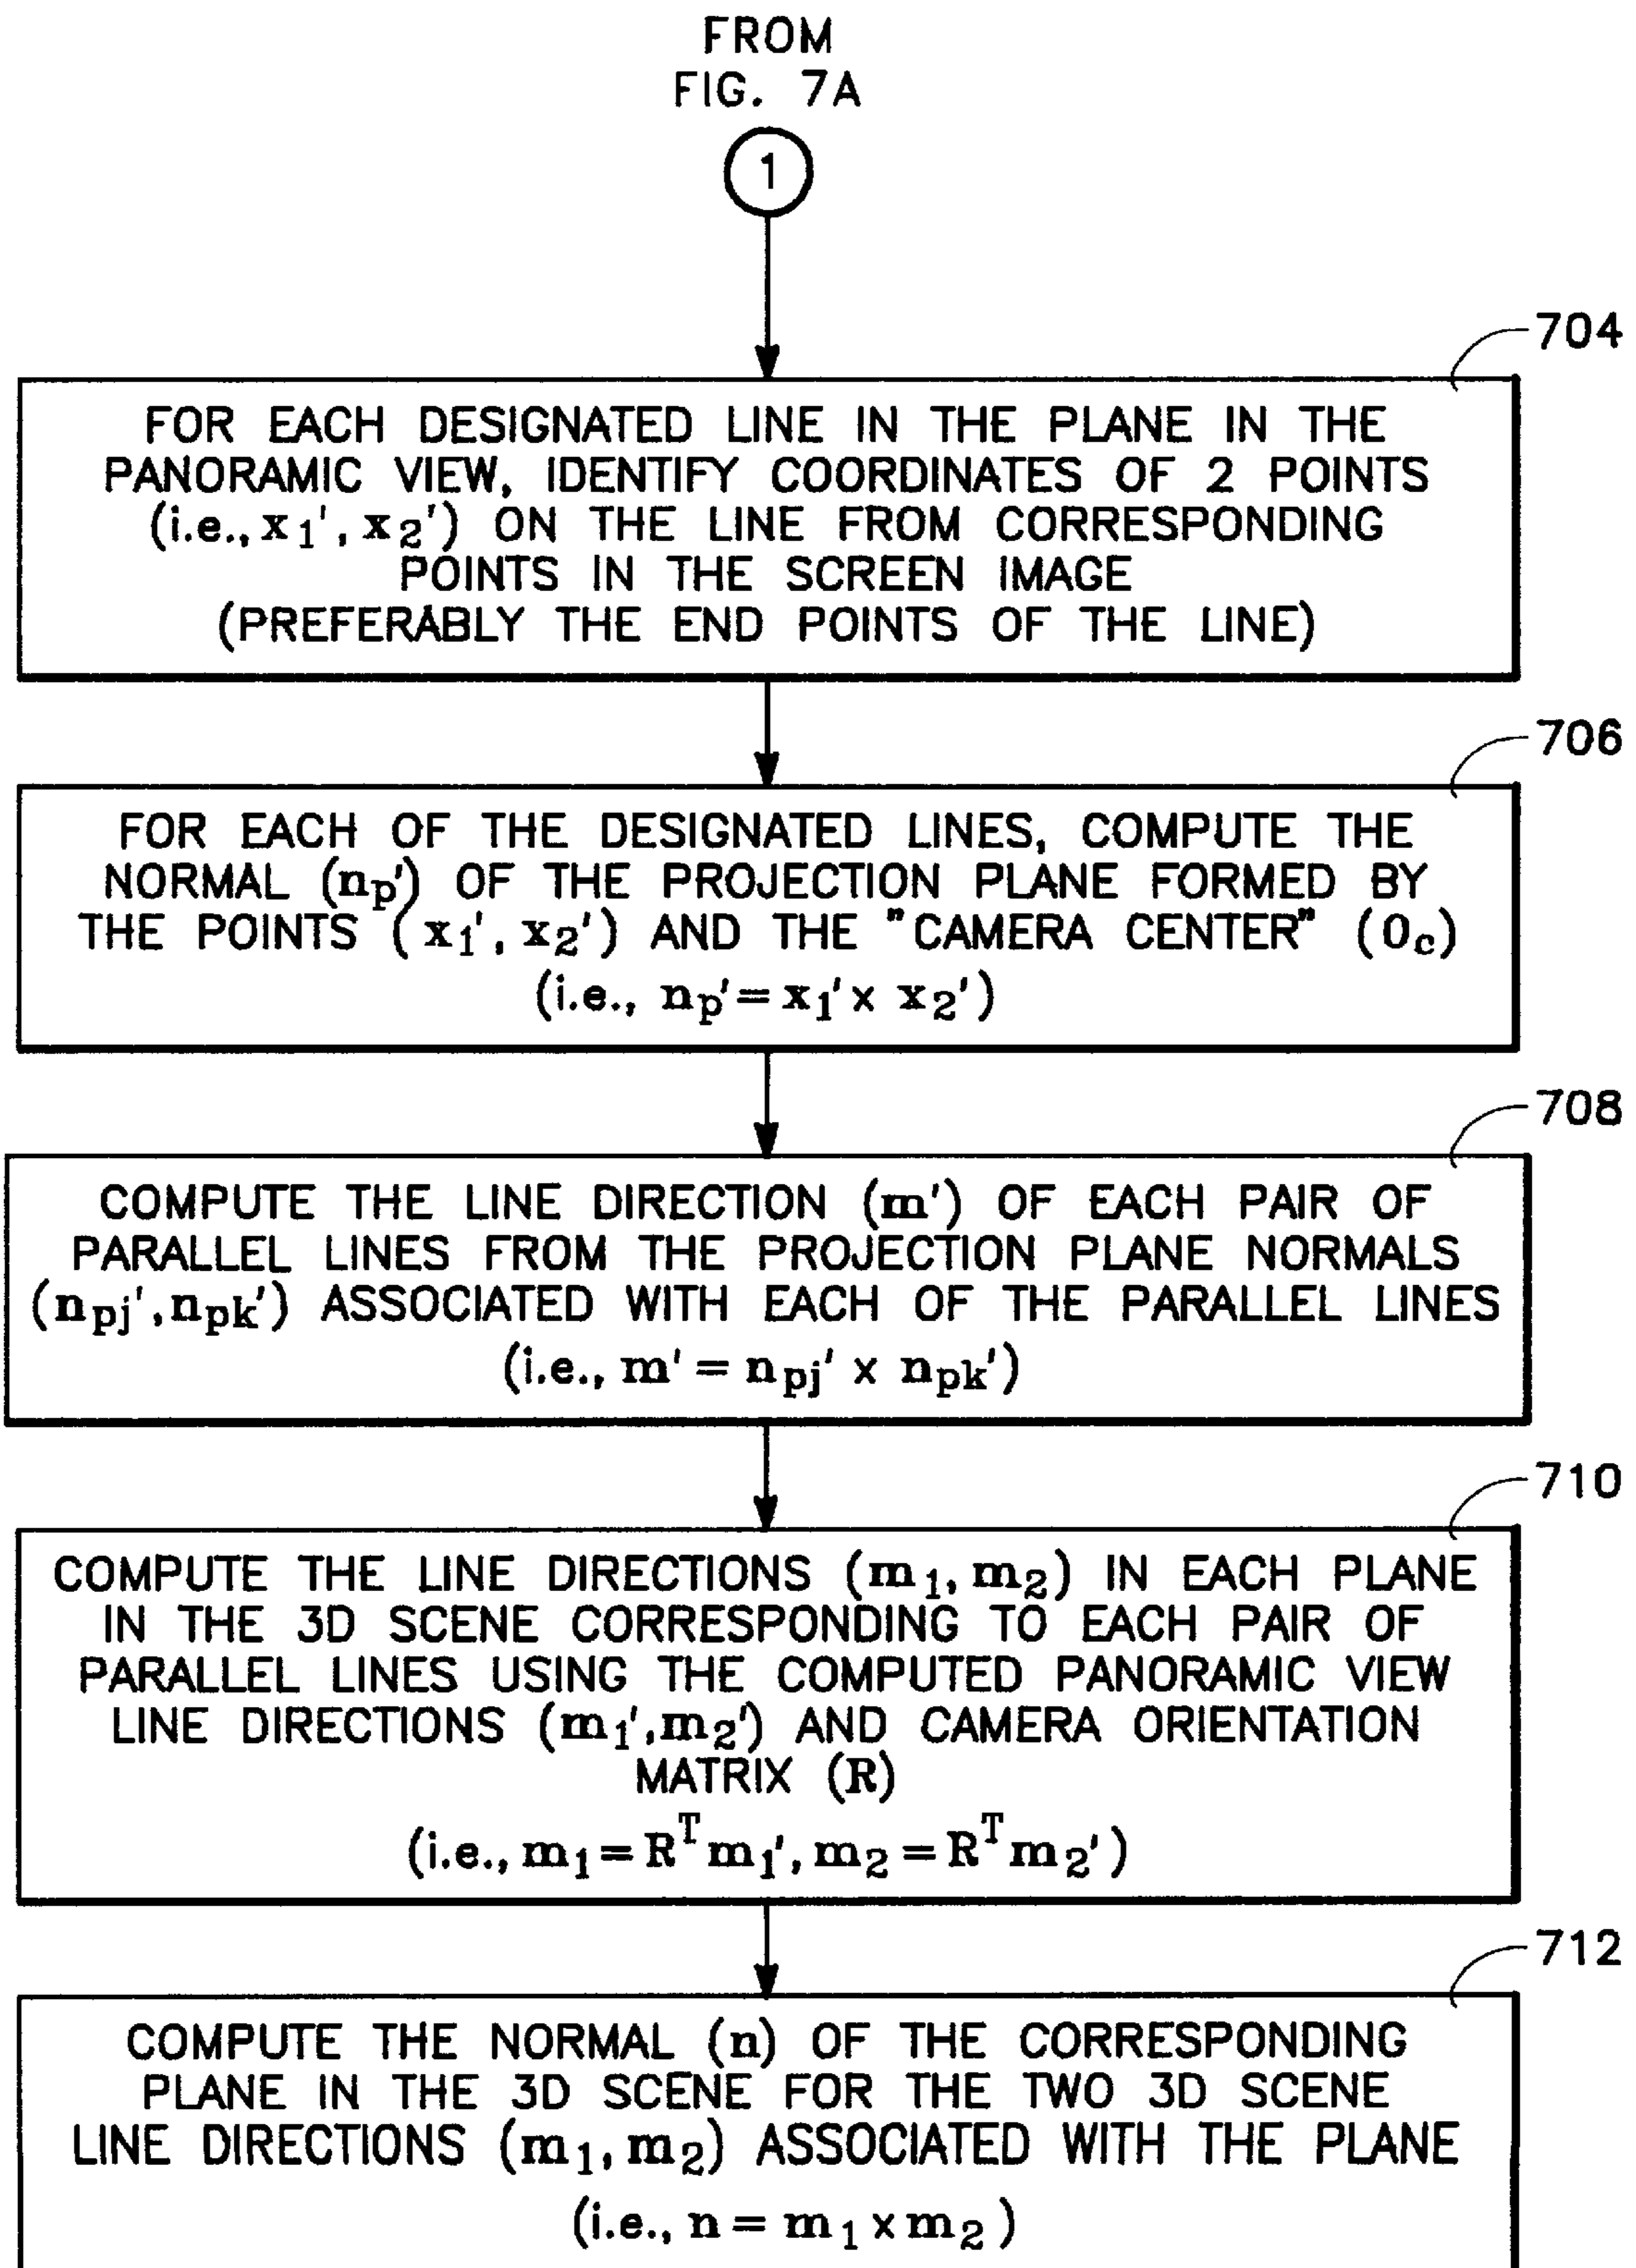 FROM
FIG. 7A
1
704
FOR EACH DESIGNATED LINE IN THE PLANE IN THE
PANORAMIC VIEW, IDENTIFY COORDINATES OF 2 POINTS
(i.e., x₁', x₂') ON THE LINE FROM CORRESPONDING
POINTS IN THE SCREEN IMAGE
(PREFERABLY THE END POINTS OF THE LINE)
706
FOR EACH OF THE DESIGNATED LINES, COMPUTE THE
NORMAL (nₚ') OF THE PROJECTION PLANE FORMED BY
THE POINTS (x₁', x₂') AND THE "CAMERA CENTER" (0_c)
(i.e., nₚ' = x₁' x x₂')
708
COMPUTE THE LINE DIRECTION (m') OF EACH PAIR OF
PARALLEL LINES FROM THE PROJECTION PLANE NORMALS
(n_pj', n_pk') ASSOCIATED WITH EACH OF THE PARALLEL LINES
(i.e., m' = n_pj' x n_pk')
710
COMPUTE THE LINE DIRECTIONS (m₁, m₂) IN EACH PLANE
IN THE 3D SCENE CORRESPONDING TO EACH PAIR OF
PARALLEL LINES USING THE COMPUTED PANORAMIC VIEW
LINE DIRECTIONS (m₁', m₂') AND CAMERA ORIENTATION
MATRIX (R)
(i.e., m₁ = Rᵀm₁', m₂ = Rᵀm₂')
712
COMPUTE THE NORMAL (n) OF THE CORRESPONDING
PLANE IN THE 3D SCENE FOR THE TWO 3D SCENE
LINE DIRECTIONS (m₁, m₂) ASSOCIATED WITH THE PLANE
(i.e., n = m₁ x m₂)